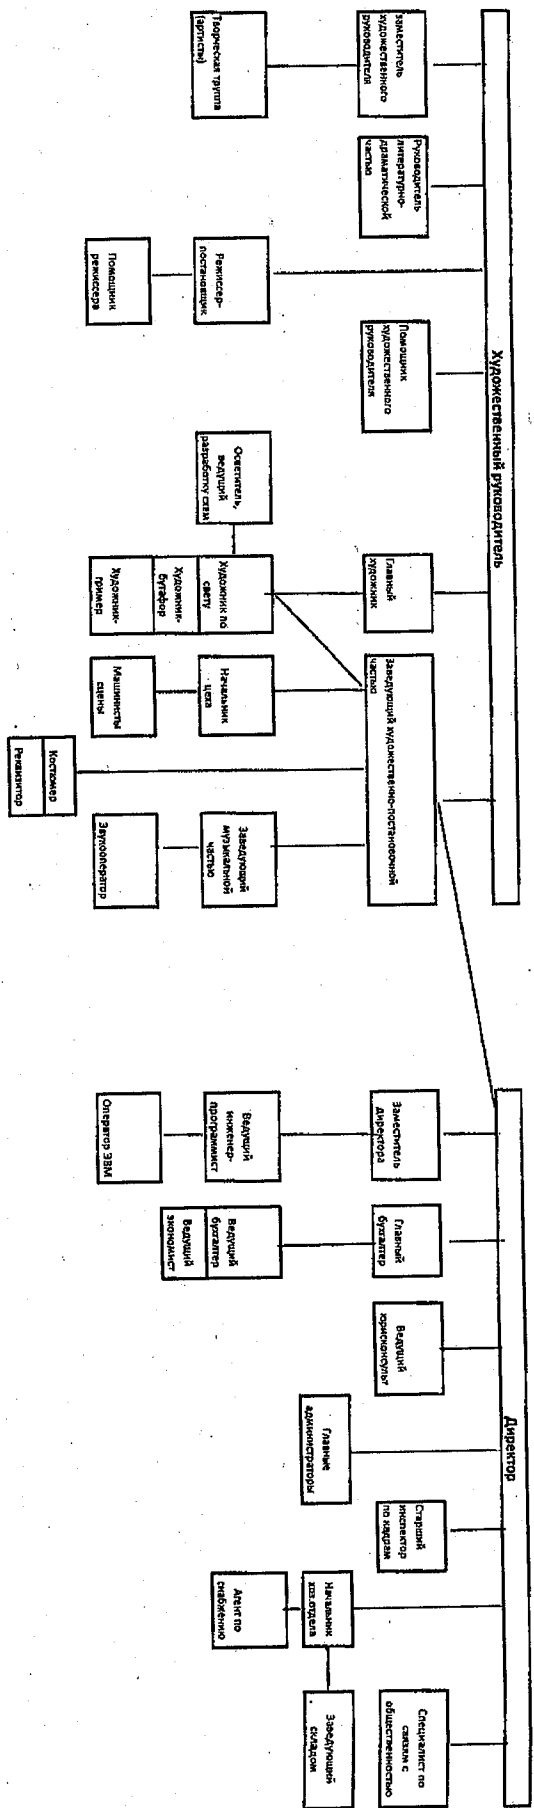 Художественный руководитель
заместитель
художественного
руководителя
Творческая труппа
(артисты)
Руководитель
литературно-
драматической
частью
Режиссер-
постановщик
Помощник
режиссера
Помощник
художественного
руководителя
Главный
художник
Осветитель,
ведущий
разработку схем
Художник по
свету
Художник-
бутафор
Художник-
гример
Заведующий художественно-постановочной
частью
Начальник
цеха
Машинисты
сцены
Костюмер
Реквизитор
Заведующий
музыкальной
частью
Звукооператор
Директор
Заместитель
директора
Ведущий
инженер-
программист
Оператор ЭВМ
Главный
бухгалтер
Ведущий
бухгалтер
Ведущий
экономист
Ведущий
юрисконсульт
Главные
администраторы
Старший
инспектор
по кадрам
Начальник
хоз.отдела
Агент по
снабжению
Заведующий
складом
Специалист по
связям с
общественностью